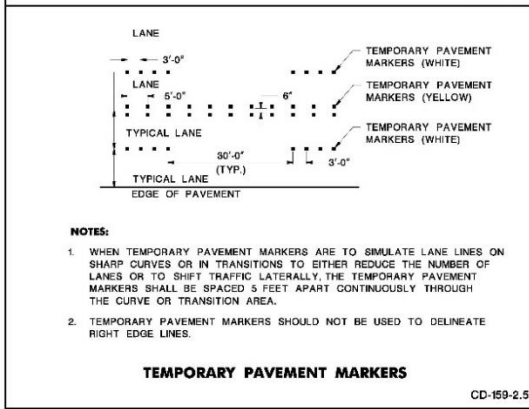 LANE
3'-0"
TEMPORARY PAVEMENT
MARKERS (WHITE)
LANE
5'-0"
6"
TEMPORARY PAVEMENT
MARKERS (YELLOW)
TYPICAL LANE
TEMPORARY PAVEMENT
MARKERS (WHITE)
30'-0"
(TYP.)
3'-0"
TYPICAL LANE
EDGE OF PAVEMENT
NOTES:
1. WHEN TEMPORARY PAVEMENT MARKERS ARE TO SIMULATE LANE LINES ON
SHARP CURVES OR IN TRANSITIONS TO EITHER REDUCE THE NUMBER OF
LANES OR TO SHIFT TRAFFIC LATERALLY, THE TEMPORARY PAVEMENT
MARKERS SHALL BE SPACED 5 FEET APART CONTINUOUSLY THROUGH
THE CURVE OR TRANSITION AREA.
2. TEMPORARY PAVEMENT MARKERS SHOULD NOT BE USED TO DELINEATE
RIGHT EDGE LINES.
TEMPORARY PAVEMENT MARKERS
CD-159-2.5